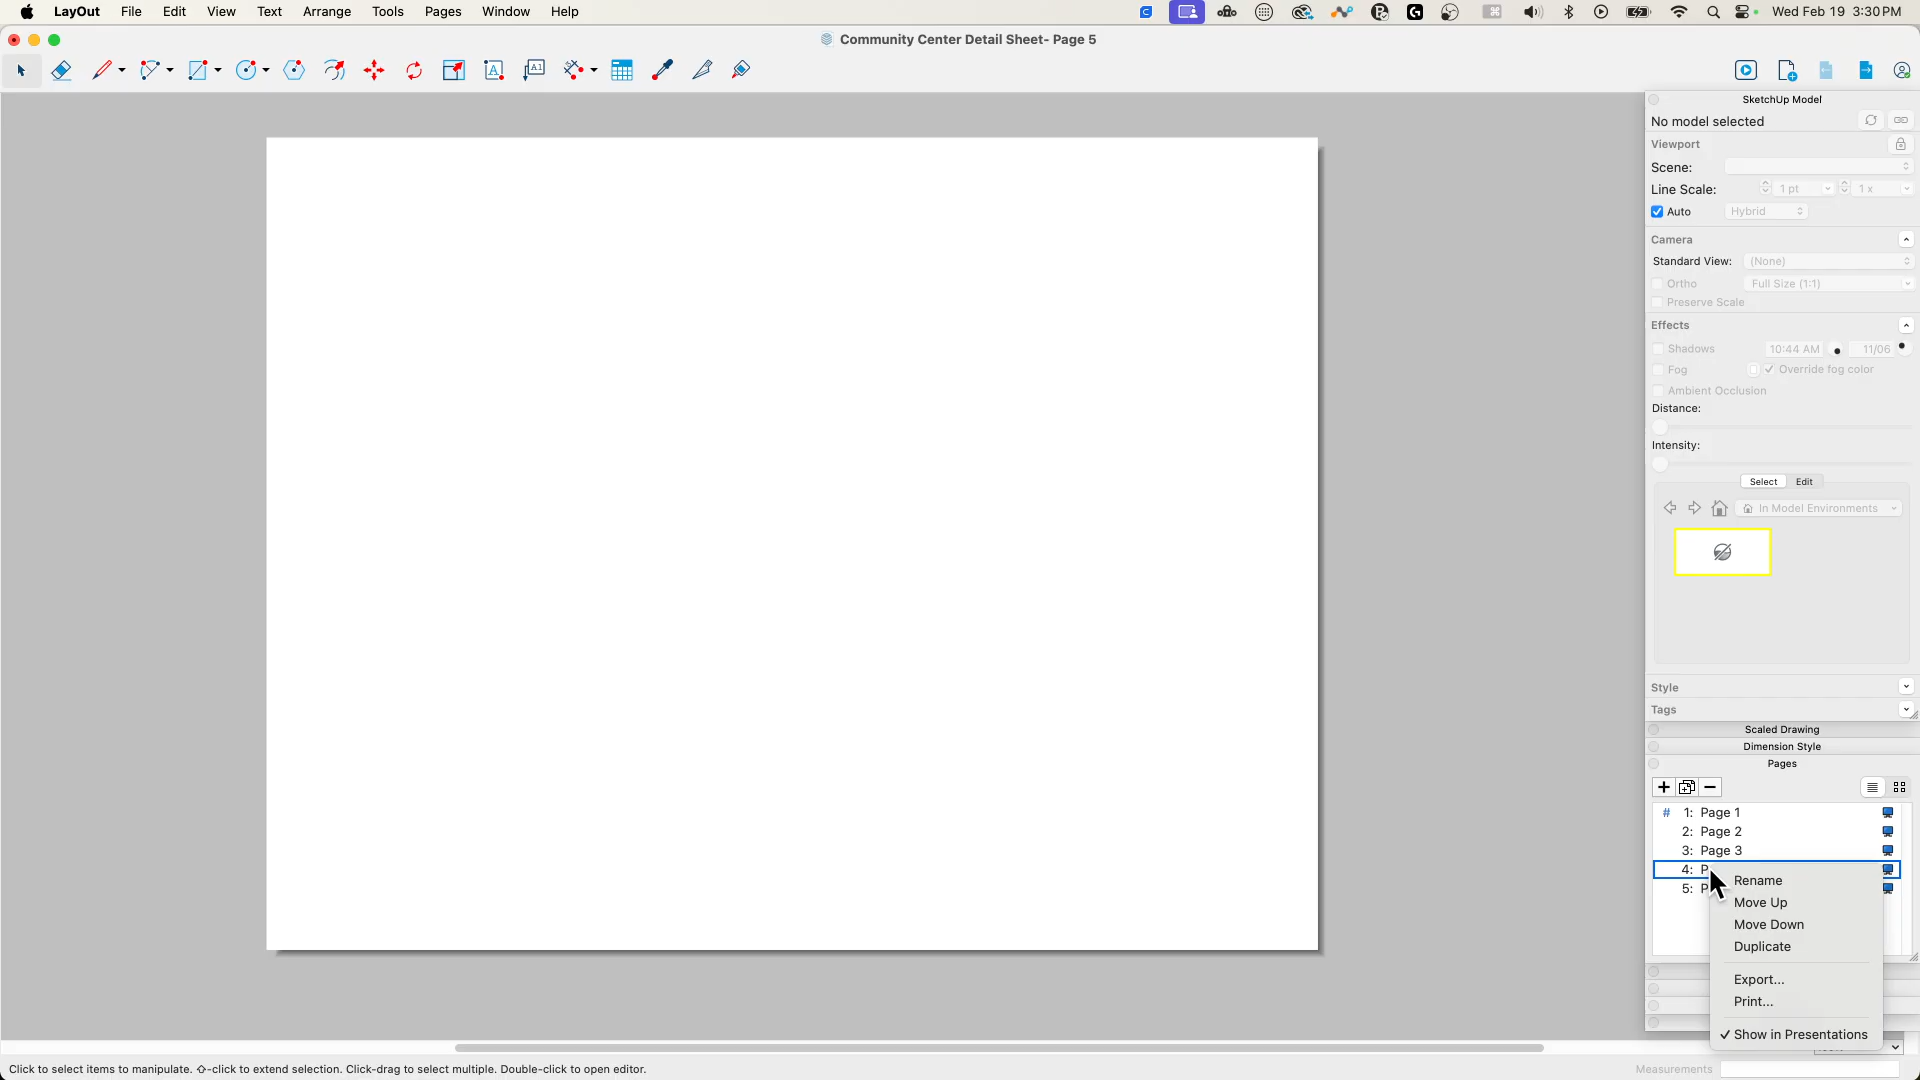 LayOut File Edit View Text Arrange Tools Pages Window Help Wed Feb 19 3:30 PM
Community Center Detail Sheet- Page 5
SketchUp Model
No model selected
Viewport
Scene:
Line Scale: 1 pt 1 x
Auto Hybrid
Camera
Standard View: (None)
Ortho Full Size (1:1)
Preserve Scale
Effects
Shadows 10:44 AM 11/06
Fog Override fog color
Ambient Occlusion
Distance:
Intensity:
Select Edit
In Model Environments
Style
Tags
Scaled Drawing
Dimension Style
Pages
# 1: Page 1
2: Page 2
3: Page 3
4: P
5: P
Rename
Move Up
Move Down
Duplicate
Export...
Print...
✓ Show in Presentations
Click to select items to manipulate. ⇧-click to extend selection. Click-drag to select multiple. Double-click to open editor.
Measurements